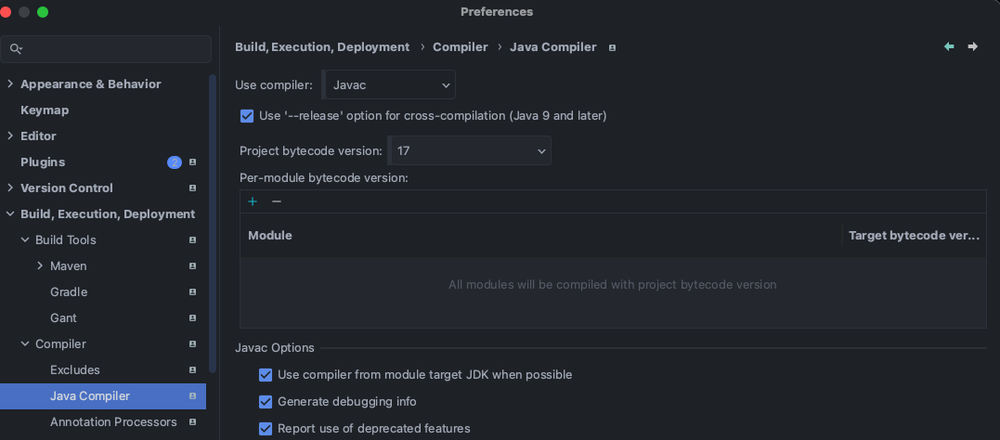 Preferences
Build, Execution, Deployment › Compiler › Java Compiler
Use compiler: Javac
Use '--release' option for cross-compilation (Java 9 and later)
Project bytecode version: 17
Per-module bytecode version:
+ −
Module Target bytecode ver...
All modules will be compiled with project bytecode version
Javac Options
Use compiler from module target JDK when possible
Generate debugging info
Report use of deprecated features
Appearance & Behavior
Keymap
Editor
Plugins 2
Version Control
Build, Execution, Deployment
Build Tools
Maven
Gradle
Gant
Compiler
Excludes
Java Compiler
Annotation Processors